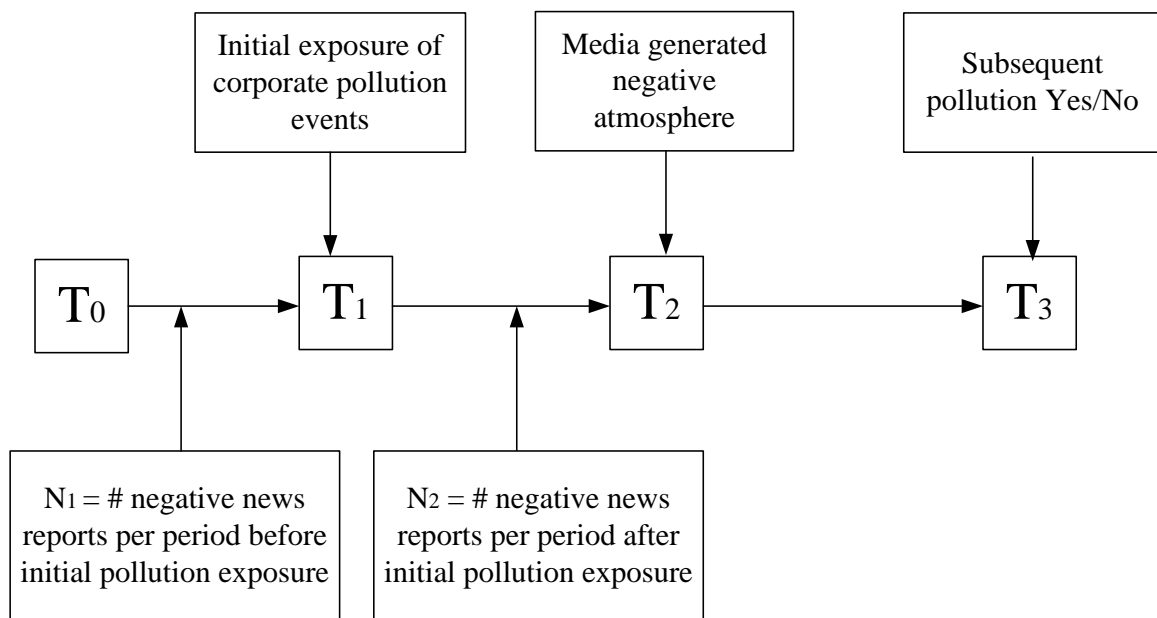 Initial exposure of
corporate pollution
events
Media generated
negative
atmosphere
Subsequent
pollution Yes/No
T0
T1
T2
T3
N1 = # negative news
reports per period before
initial pollution exposure
N2 = # negative news
reports per period after
initial pollution exposure